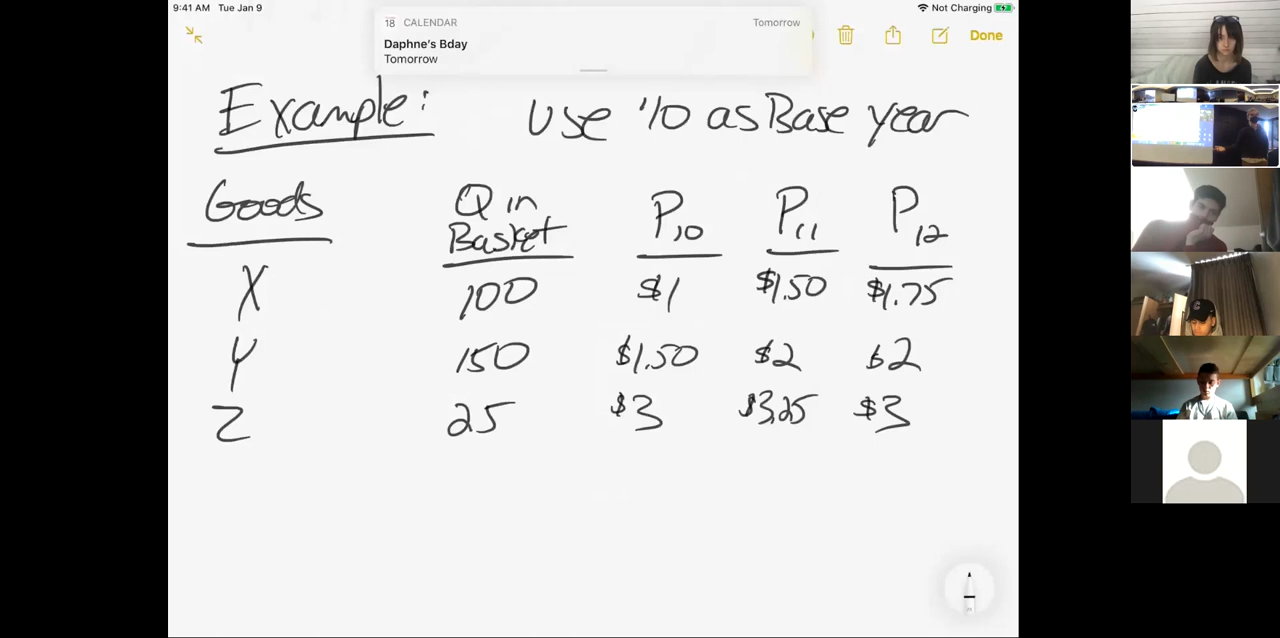 9:41 AM Tue Jan 9
Not Charging
18 CALENDAR Tomorrow
Daphne's Bday
Tomorrow
Done
Example: Use '10 as Base year
Goods Q in Basket P10 P11 P12
X 100 $1 $1.50 $1.75
Y 150 $1.50 $2 $2
Z 25 $3 $3.25 $3